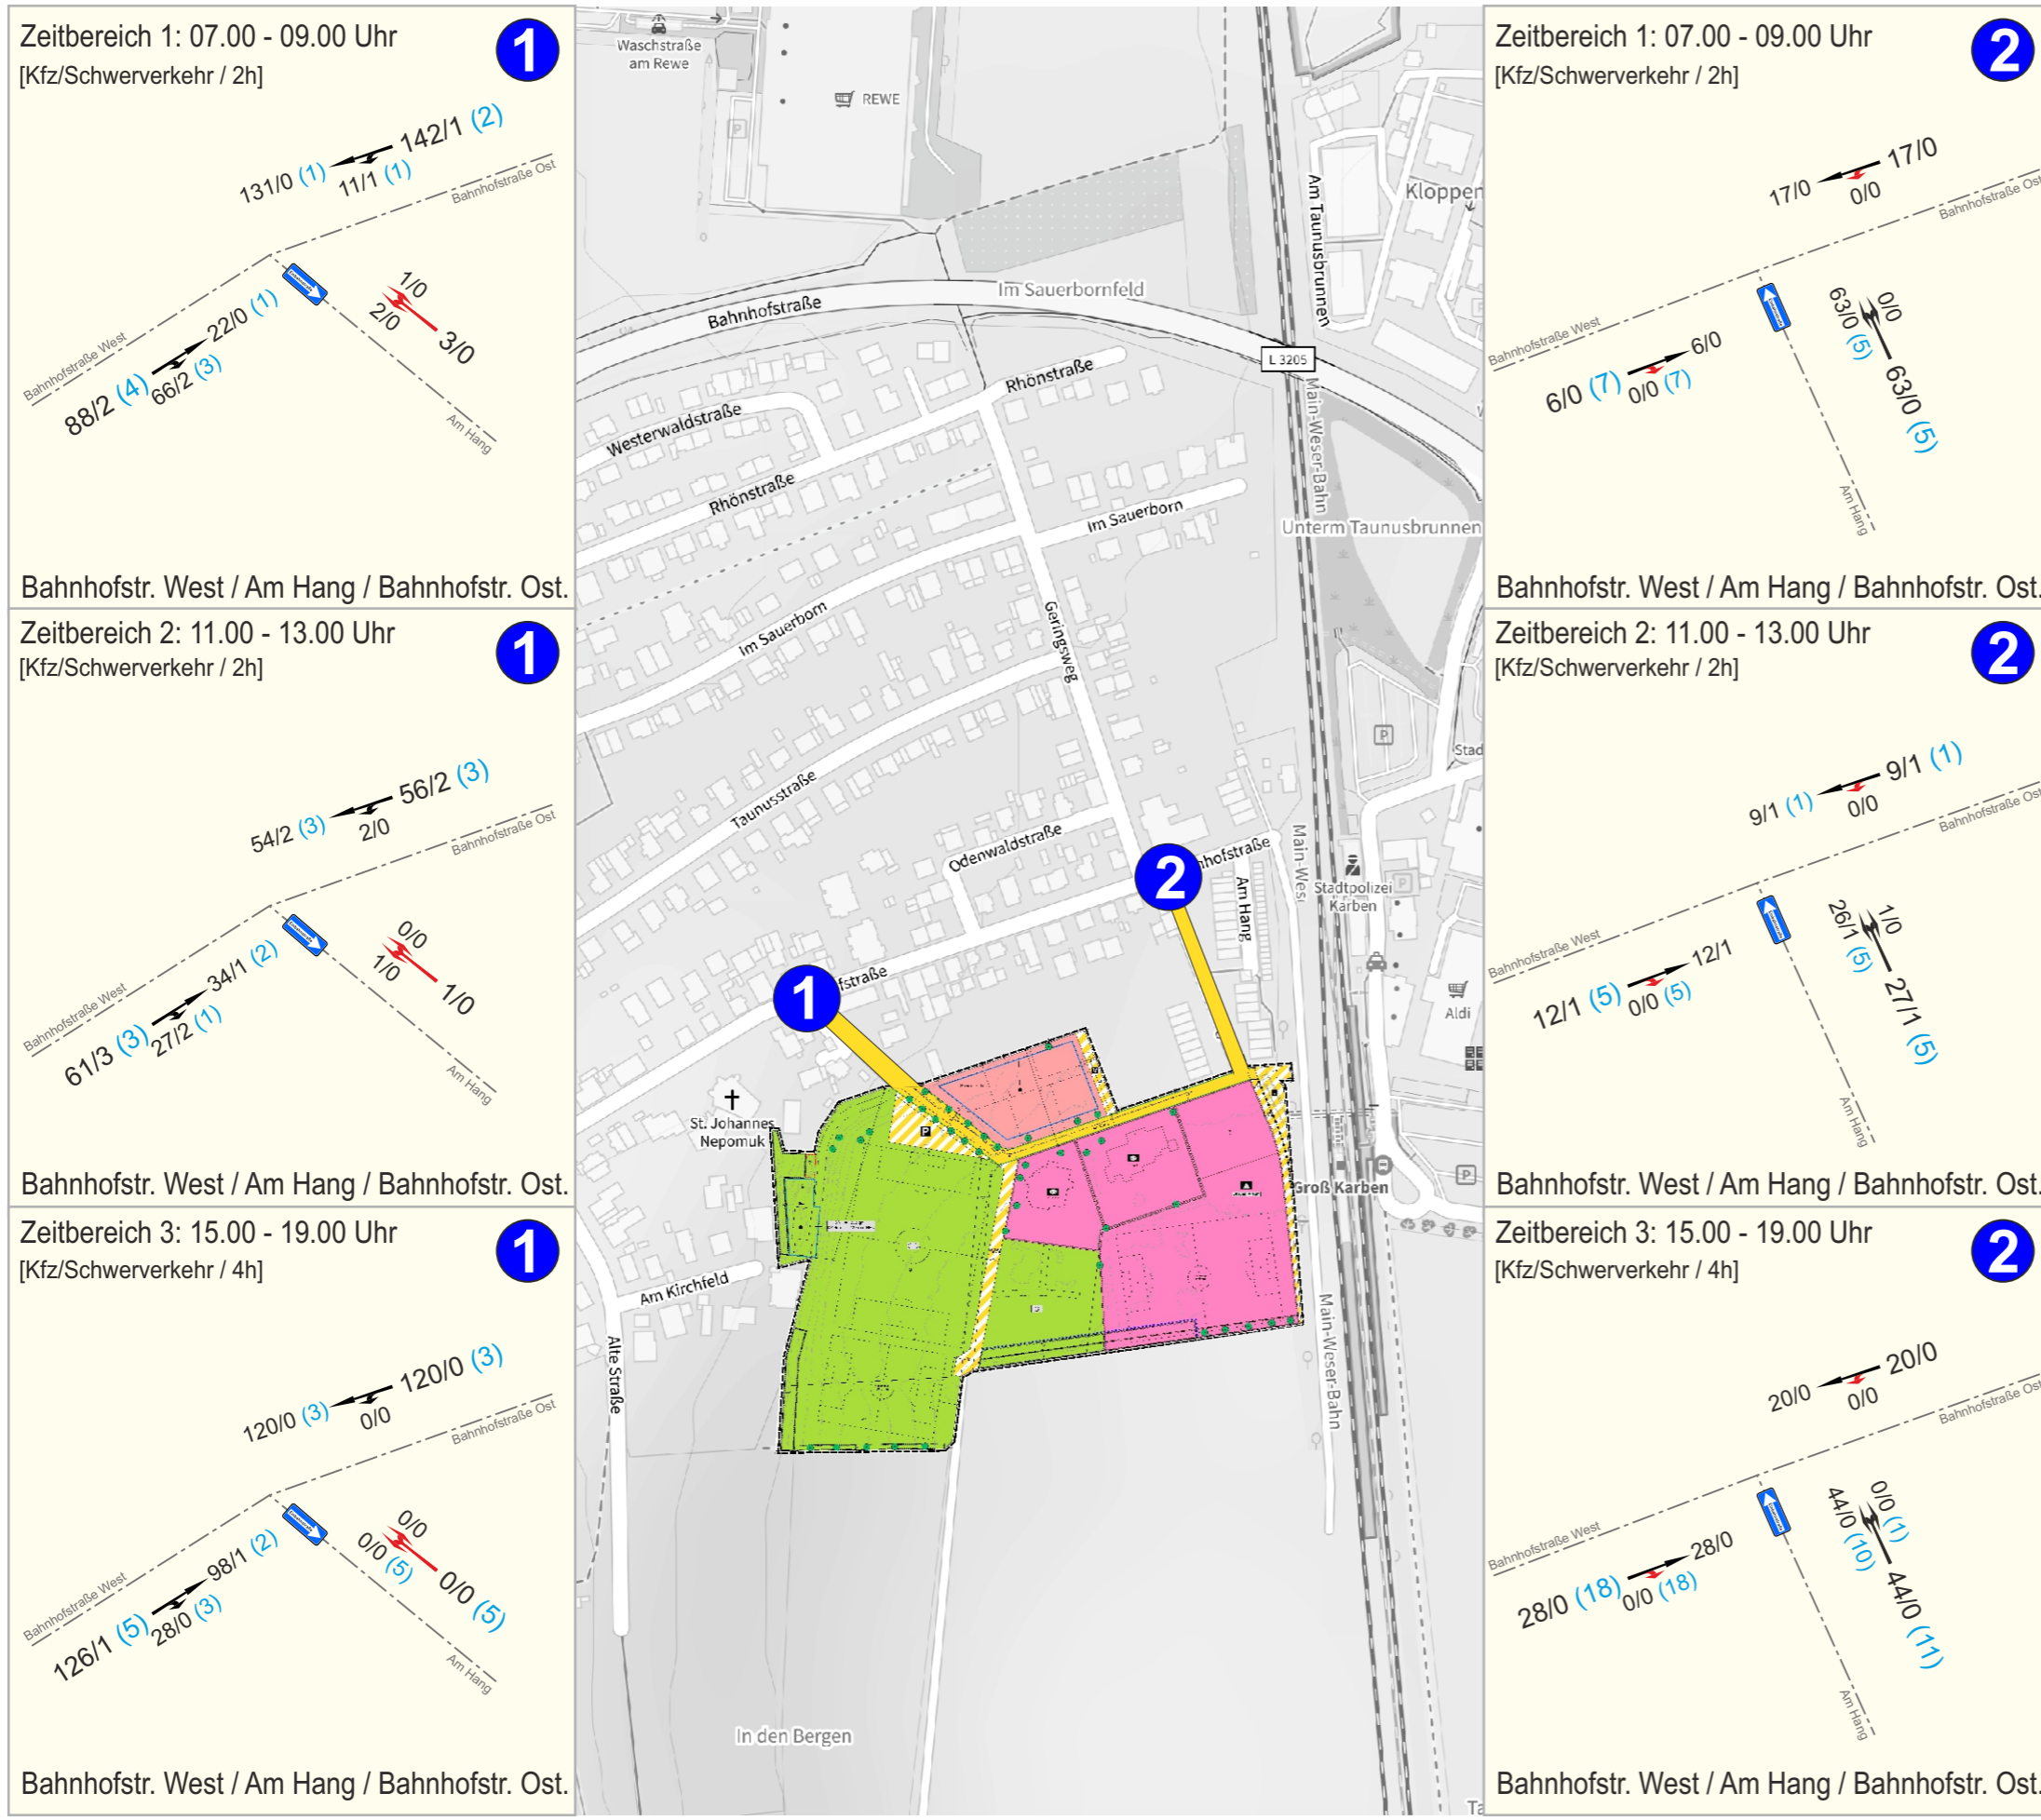 Zeitbereich 1: 07.00 - 09.00 Uhr
[Kfz/Schwerverkehr / 2h]
1
142/1 (2)
131/0 (1)
11/1 (1)
Bahnhofstraße Ost
Bahnhofstraße West
22/0 (1)
88/2 (4)
66/2 (3)
1/0
2/0
3/0
Am Hang
Bahnhofstr. West / Am Hang / Bahnhofstr. Ost.
Zeitbereich 2: 11.00 - 13.00 Uhr
[Kfz/Schwerverkehr / 2h]
1
56/2 (3)
54/2 (3)
2/0
Bahnhofstraße Ost
Bahnhofstraße West
34/1 (2)
61/3 (3)
27/2 (1)
0/0
1/0
1/0
Am Hang
Bahnhofstr. West / Am Hang / Bahnhofstr. Ost.
Zeitbereich 3: 15.00 - 19.00 Uhr
[Kfz/Schwerverkehr / 4h]
1
120/0 (3)
120/0 (3)
0/0
Bahnhofstraße Ost
Bahnhofstraße West
98/1 (2)
126/1 (5)
28/0 (3)
0/0
0/0 (5)
0/0 (5)
Am Hang
Bahnhofstr. West / Am Hang / Bahnhofstr. Ost.
Waschstraße
am Rewe
P
REWE
Kloppen
Am Taunusbrunnen
Im Sauerbornfeld
Bahnhofstraße
L 3205
Rhönstraße
Westerwaldstraße
Main-Weser-Bahn
Rhönstraße
Im Sauerborn
Unterm Taunusbrunnen
Im Sauerborn
Geringsweg
P
Stad
Taunusstraße
Odenwaldstraße
hofstraße
2
Am Hang
Main-Wes
Stadtpolizei
Karben
P
Aldi
1
fstraße
St. Johannes
Nepomuk
P
Groß Karben
P
Am Kirchfeld
Alte Straße
Main-Weser-Bahn
In den Bergen
Ta
Zeitbereich 1: 07.00 - 09.00 Uhr
[Kfz/Schwerverkehr / 2h]
2
17/0
17/0
0/0
Bahnhofstraße Ost
Bahnhofstraße West
6/0
6/0 (7)
0/0 (7)
0/0
63/0 (5)
63/0 (5)
Am Hang
Bahnhofstr. West / Am Hang / Bahnhofstr. Ost.
Zeitbereich 2: 11.00 - 13.00 Uhr
[Kfz/Schwerverkehr / 2h]
2
9/1 (1)
9/1 (1)
0/0
Bahnhofstraße Ost
Bahnhofstraße West
12/1
12/1 (5)
0/0 (5)
1/0
26/1 (5)
27/1 (5)
Am Hang
Bahnhofstr. West / Am Hang / Bahnhofstr. Ost.
Zeitbereich 3: 15.00 - 19.00 Uhr
[Kfz/Schwerverkehr / 4h]
2
20/0
20/0
0/0
Bahnhofstraße Ost
Bahnhofstraße West
28/0
28/0 (18)
0/0 (18)
0/0 (1)
44/0 (10)
44/0 (11)
Am Hang
Bahnhofstr. West / Am Hang / Bahnhofstr. Ost.